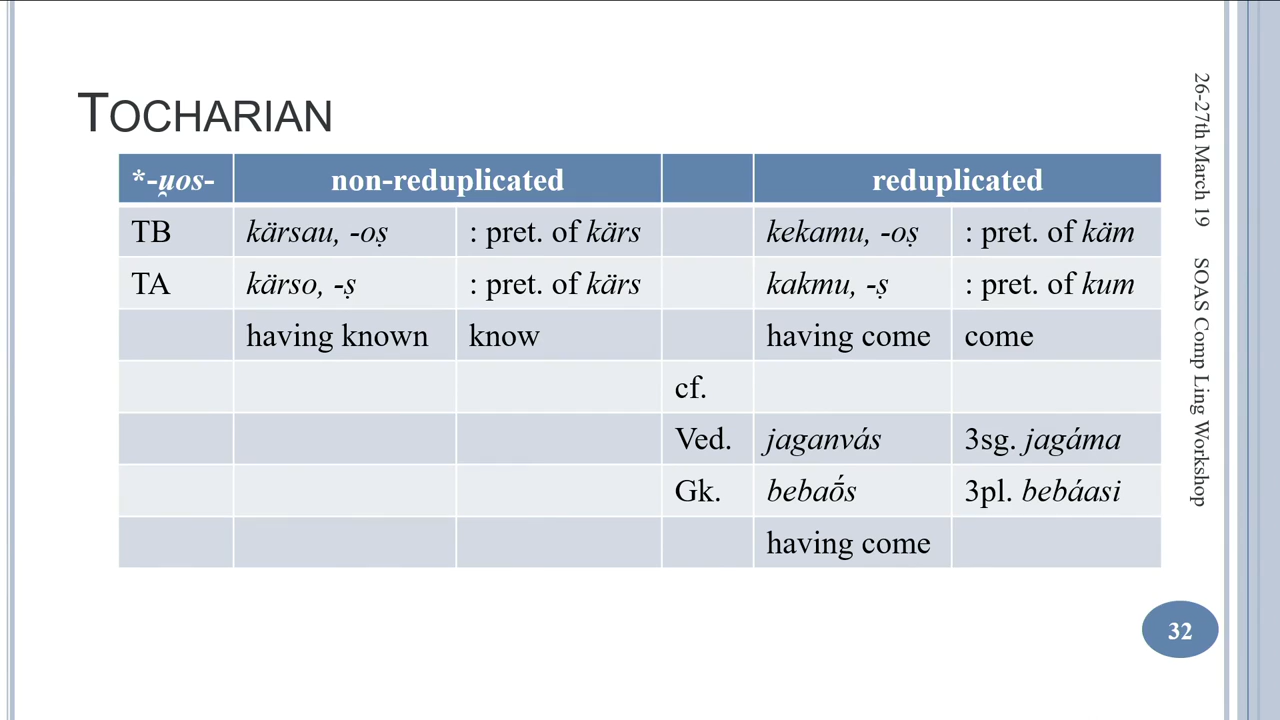 TOCHARIAN
*-u̯os- non-reduplicated reduplicated
TB kärsau, -oṣ : pret. of kärs kekamu, -oṣ : pret. of käm
TA kärso, -ṣ : pret. of kärs kakmu, -ṣ : pret. of kum
having known know having come come
cf.
Ved. jaganvás 3sg. jagáma
Gk. bebaṓs 3pl. bebáasi
having come
26-27th March 19 SOAS Comp Ling Workshop
32